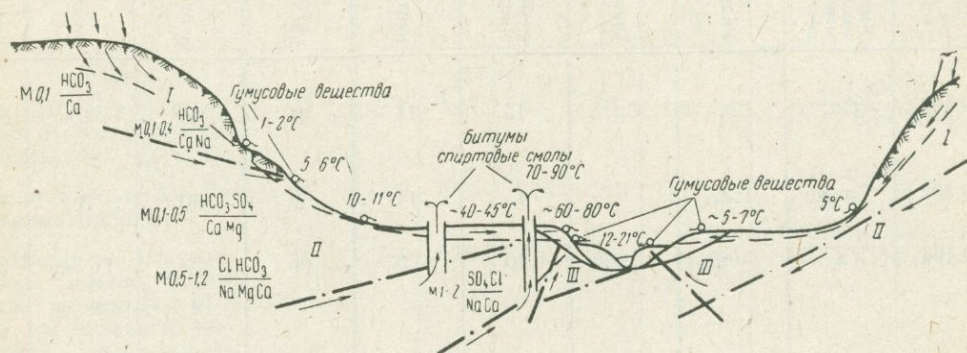 М 0,1 HCO3
Ca
I
М 0,1-0,4 HCO3
Ca Na
Гумусовые вещества
1-2°С
5-6°С
М 0,1-0,5 HCO3 SO4
Ca Mg
II
М 0,5-1,2 Cl HCO3
Na Mg Ca
10-11°С
битумы
спиртовые смолы
70-90°С
~40-45°С
М 1-2 SO4 Cl
Na Ca
~60-80°С
III
12-21°С
Гумусовые вещества
~5-7°С
III
5°С
I
II